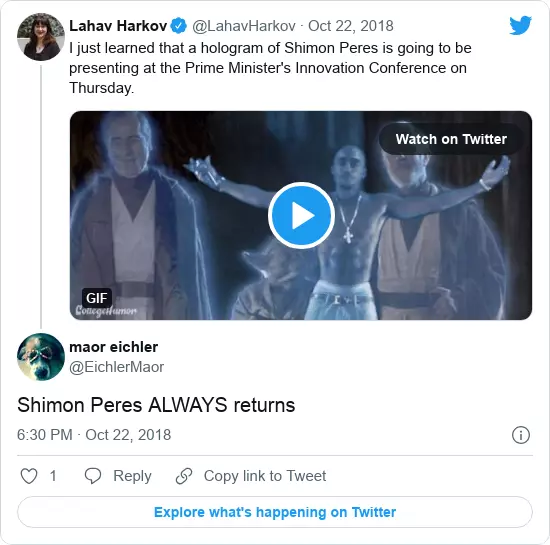 Lahav Harkov @LahavHarkov · Oct 22, 2018
I just learned that a hologram of Shimon Peres is going to be
presenting at the Prime Minister's Innovation Conference on
Thursday.
Watch on Twitter
GIF
CollegeHumor
maor eichler
@EichlerMaor
Shimon Peres ALWAYS returns
6:30 PM · Oct 22, 2018
1 Reply Copy link to Tweet
Explore what's happening on Twitter